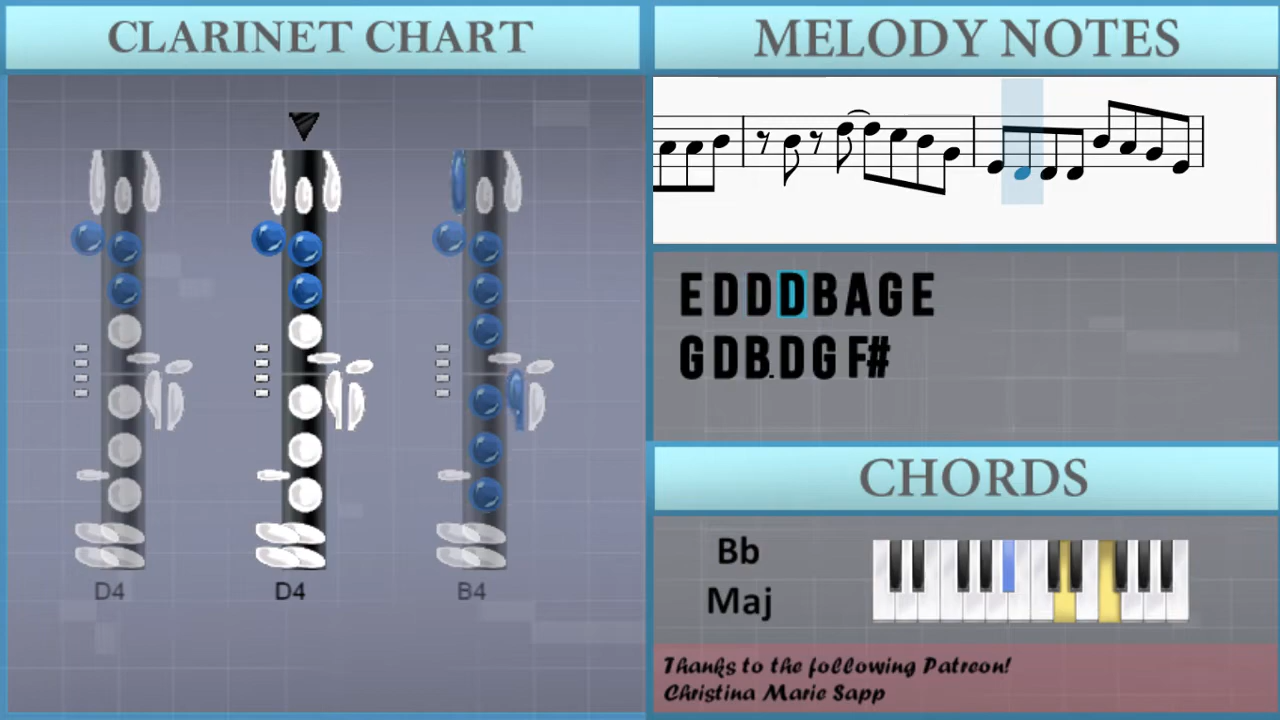 CLARINET CHART
D4
D4
B4
MELODY NOTES
E D D D B A G E
G D B. D G F#
CHORDS
Bb
Maj
Thanks to the following Patreon!
Christina Marie Sapp